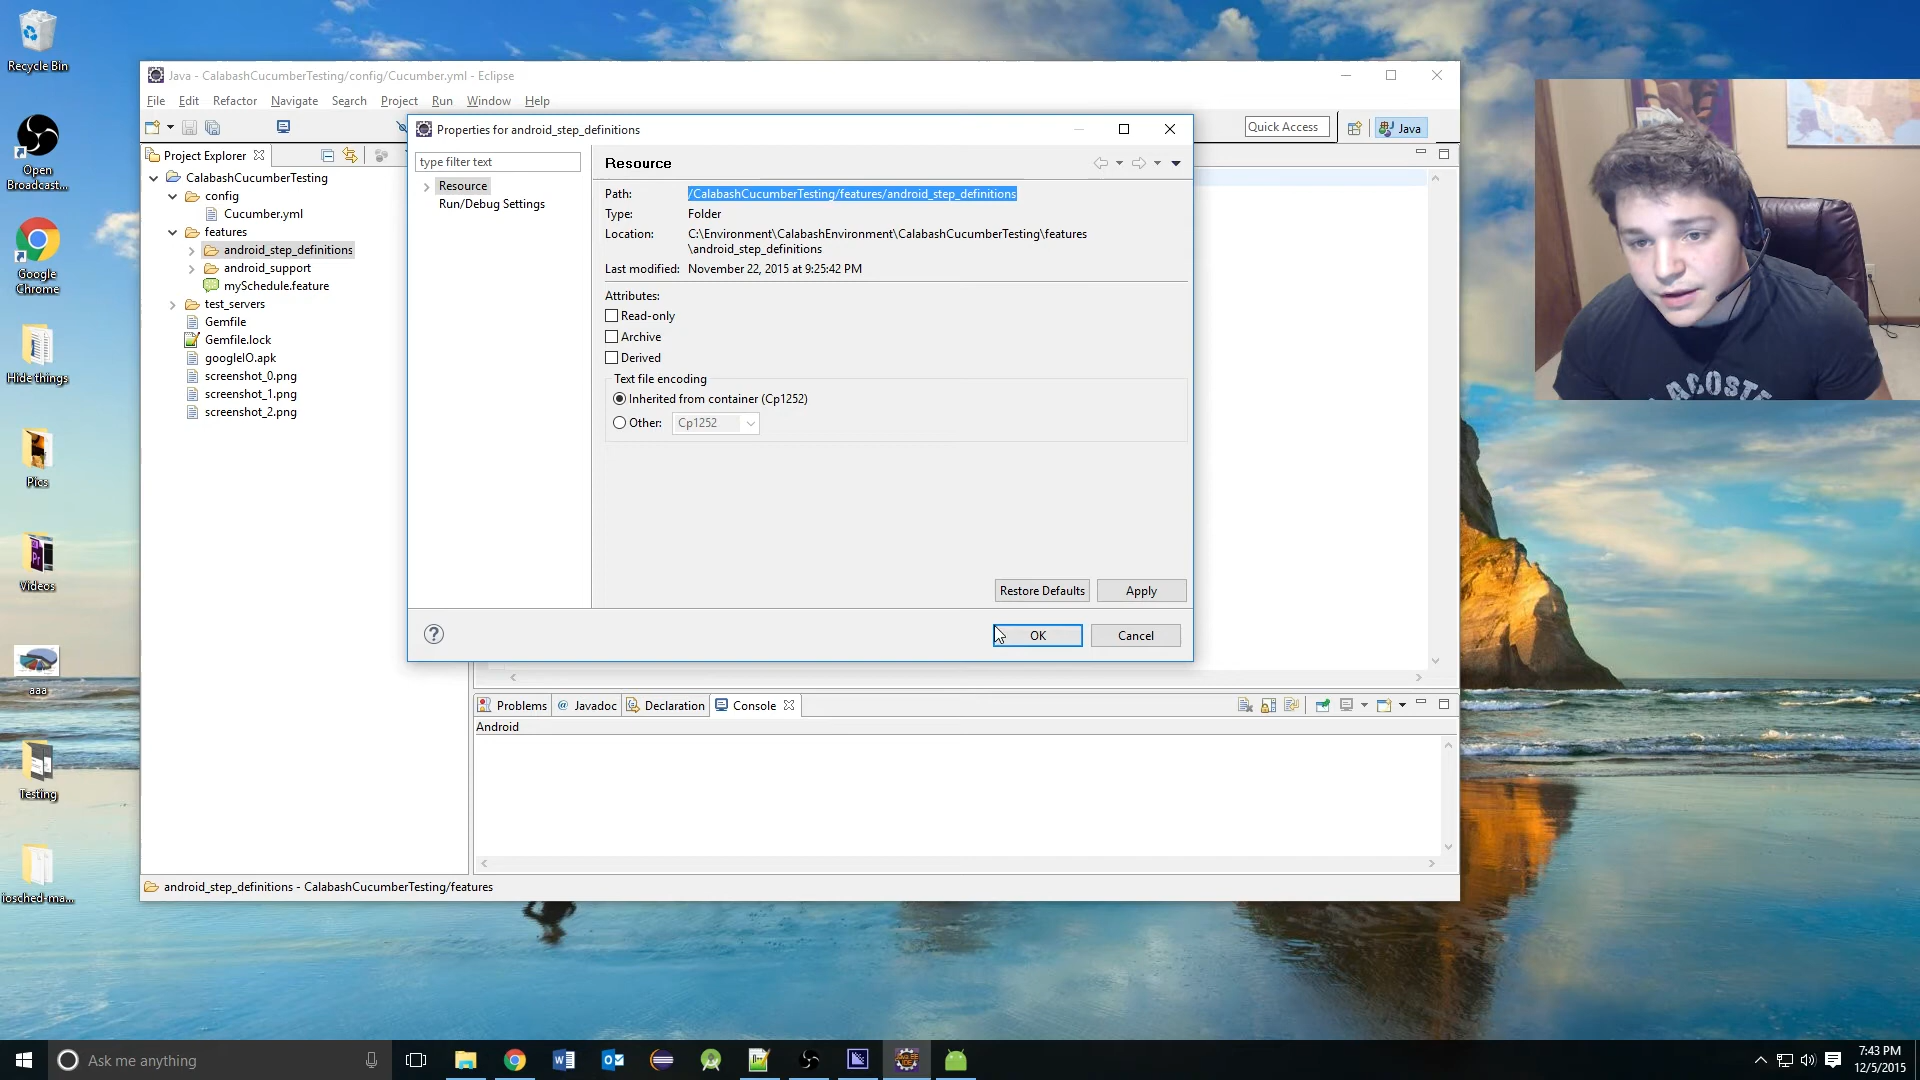 Recycle Bin
Open
Broadcast...
Google
Chrome
Hide things
Pics
Videos
aaa
Testing
iosched-ma...
Java - CalabashCucumberTesting/config/Cucumber.yml - Eclipse
File Edit Refactor Navigate Search Project Run Window Help
Quick Access
Java
Project Explorer
CalabashCucumberTesting
config
Cucumber.yml
features
android_step_definitions
android_support
mySchedule.feature
test_servers
Gemfile
Gemfile.lock
googleIO.apk
screenshot_0.png
screenshot_1.png
screenshot_2.png
Properties for android_step_definitions
type filter text
Resource
Run/Debug Settings
Resource
Path: /CalabashCucumberTesting/features/android_step_definitions
Type: Folder
Location: C:\Environment\CalabashEnvironment\CalabashCucumberTesting\features
\android_step_definitions
Last modified: November 22, 2015 at 9:25:42 PM
Attributes:
Read-only
Archive
Derived
Text file encoding
Inherited from container (Cp1252)
Other: Cp1252
Restore Defaults Apply
? OK Cancel
Problems @ Javadoc Declaration Console
Android
android_step_definitions - CalabashCucumberTesting/features
LACOSTE
Ask me anything
7:43 PM
12/5/2015